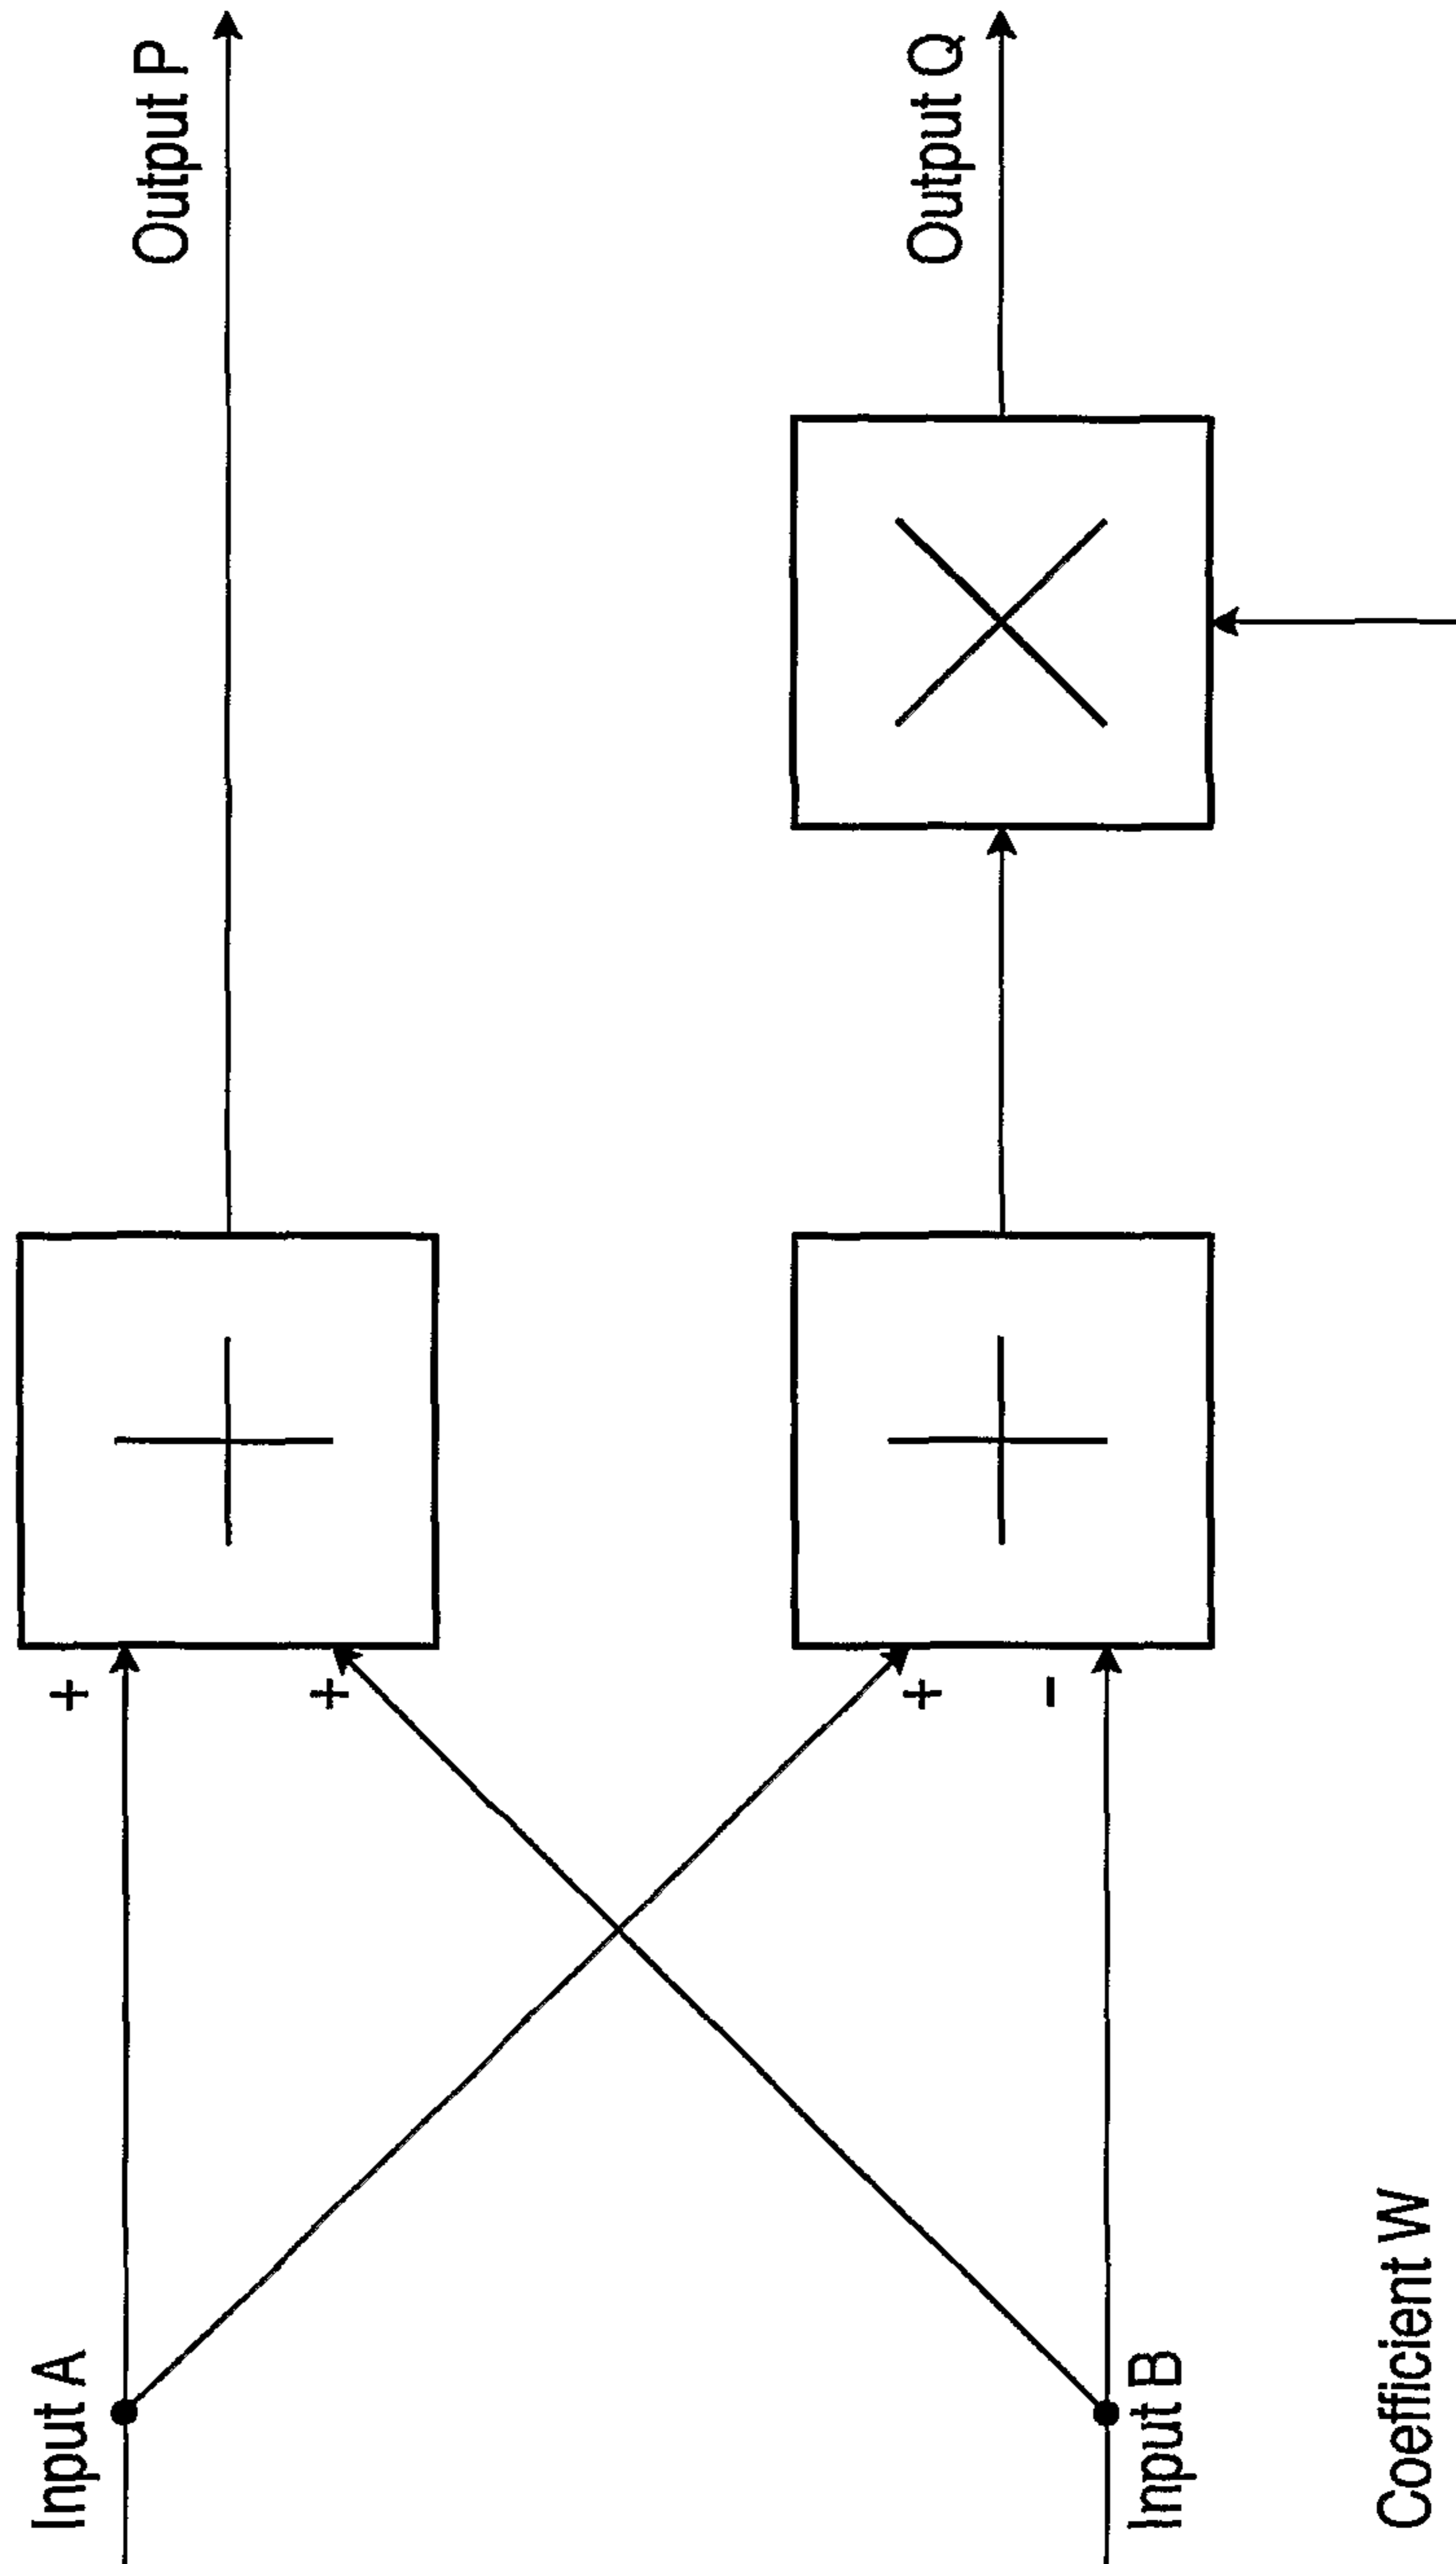 Input A
+
+
Output P
+
-
Output Q
Input B
Coefficient W